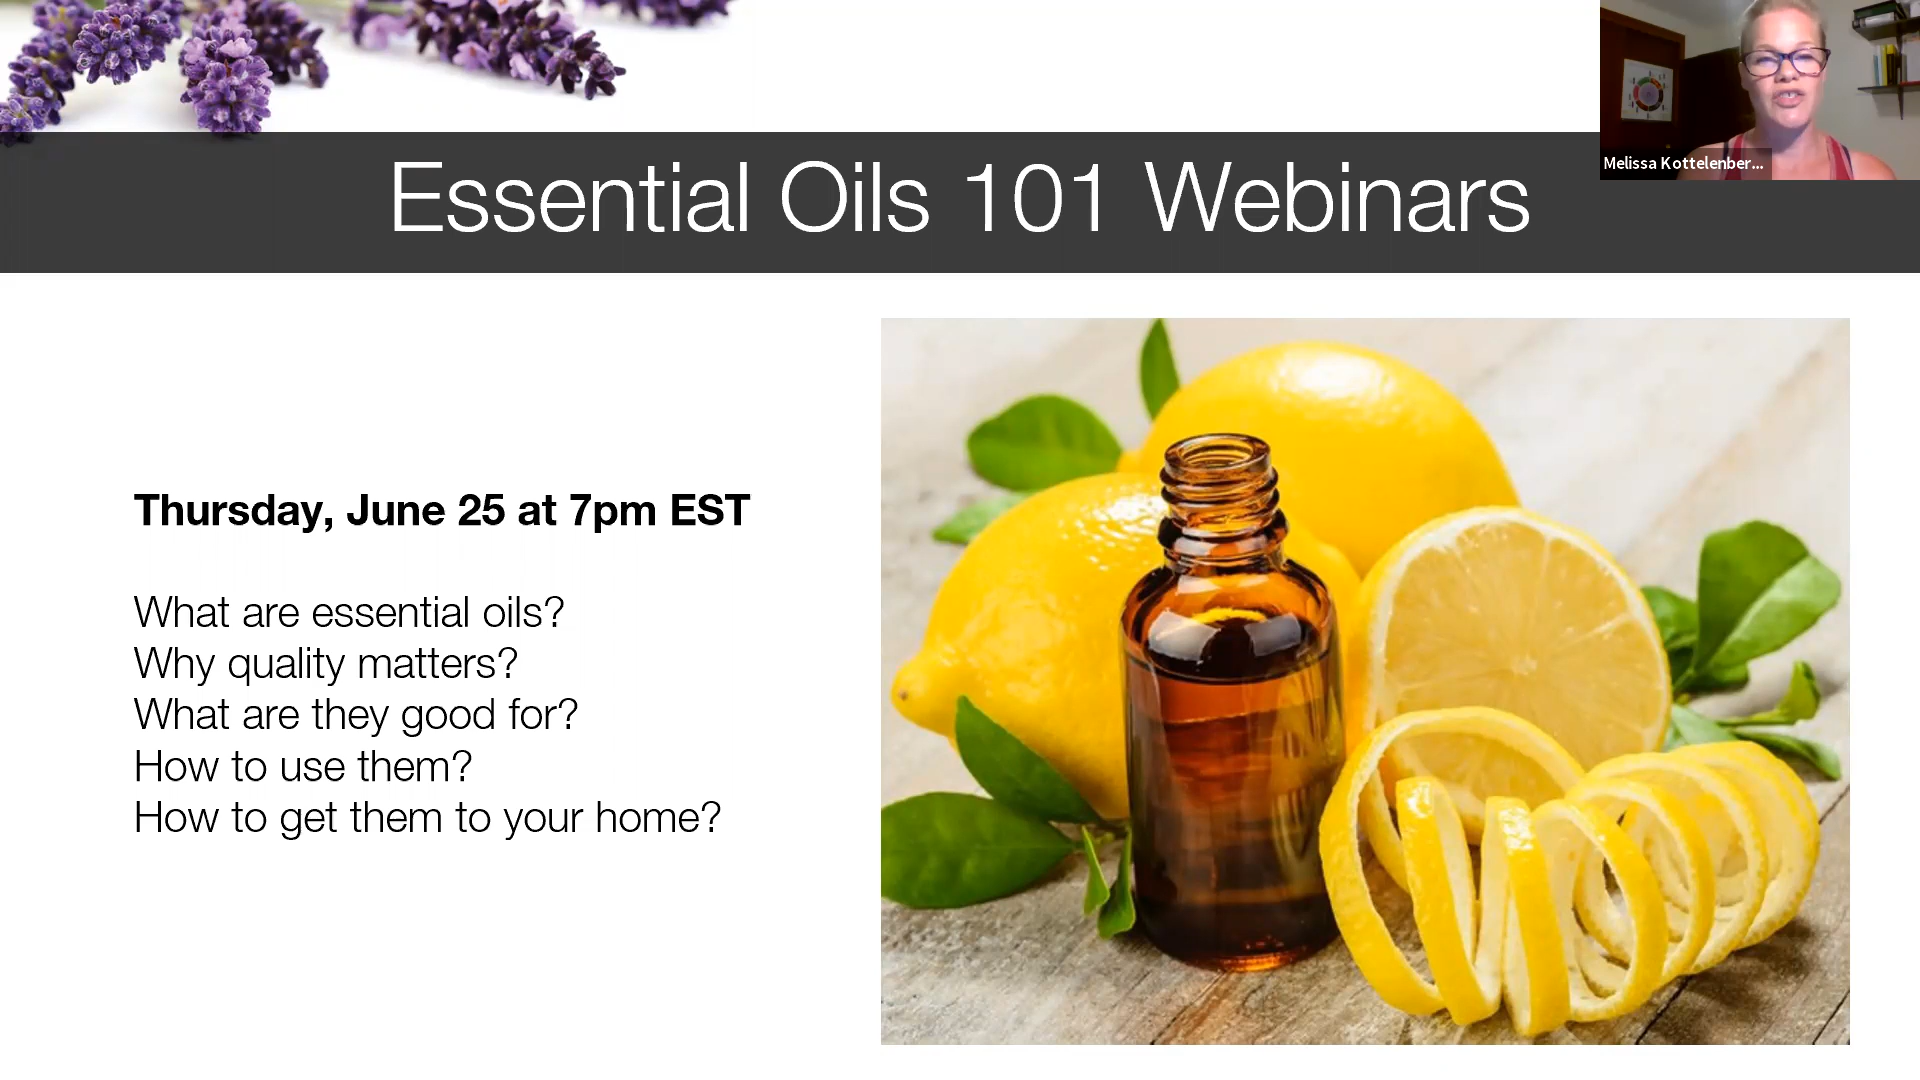 Melissa Kottelenber...
Essential Oils 101 Webinars
Thursday, June 25 at 7pm EST
What are essential oils?
Why quality matters?
What are they good for?
How to use them?
How to get them to your home?